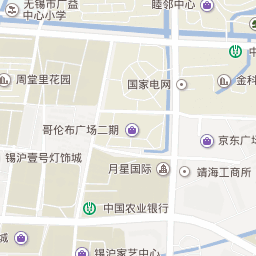 无锡市广益
中心小学
睦邻中心
周堂里花园
国家电网
金科
哥伦布广场二期
京东广场
锡沪壹号灯饰城
月星国际
靖海工商所
中国农业银行
城
锡沪家艺中心